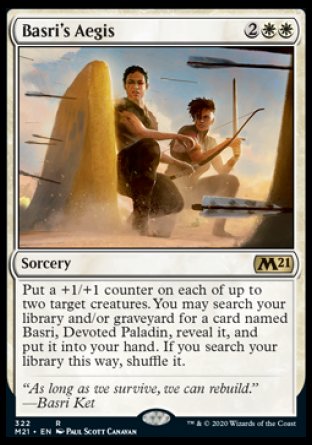 Basri's Aegis 2
Sorcery M21
Put a +1/+1 counter on each of up to
two target creatures. You may search your
library and/or graveyard for a card named
Basri, Devoted Paladin, reveal it, and
put it into your hand. If you search your
library this way, shuffle it.
“As long as we survive, we can rebuild.”
—Basri Ket
322 R
M21 • EN Paul Scott Canavan
™ & © 2020 Wizards of the Coast